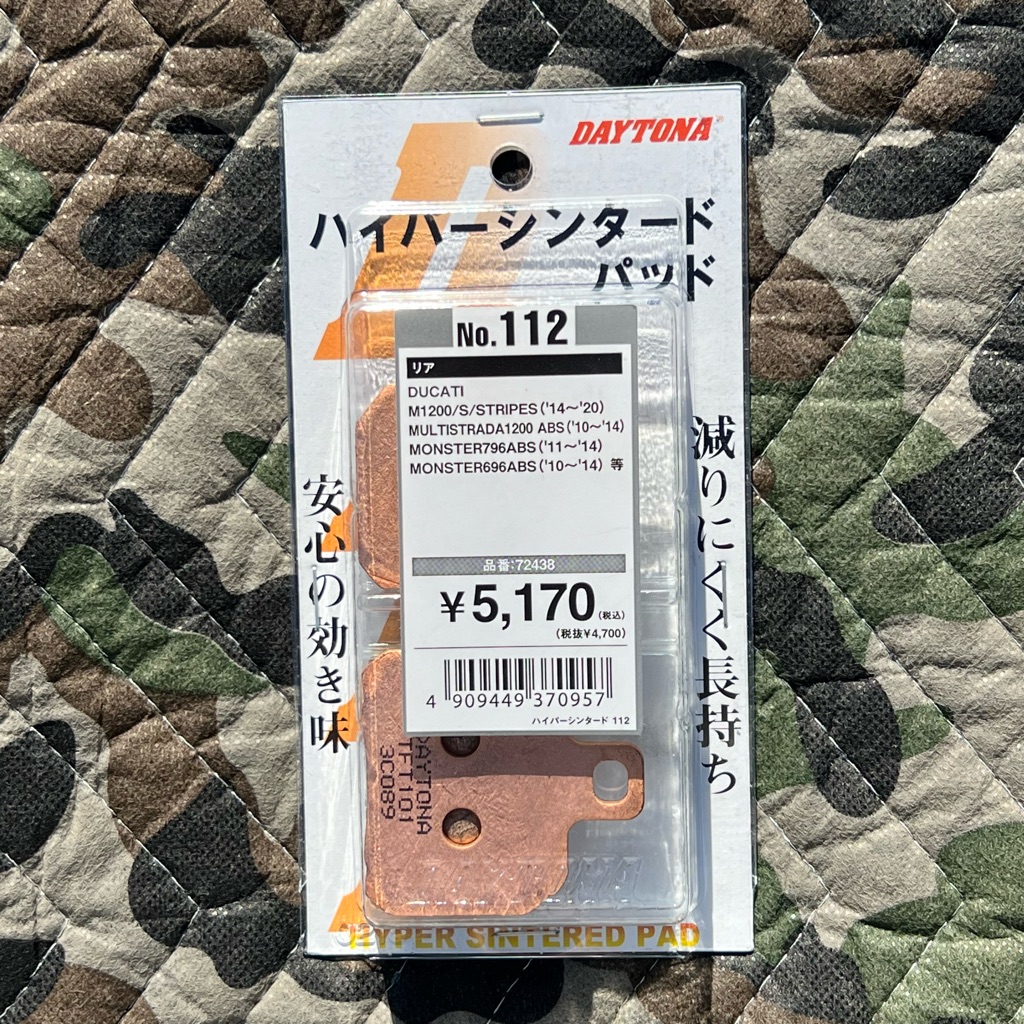 DAYTONA
ハイパーシンタード
パッド
No.112
リア
DUCATI
M1200/S/STRIPES('14〜'20)
MULTISTRADA1200 ABS('10〜'14)
MONSTER796ABS('11〜'14)
MONSTER696ABS('10〜'14) 等
品番:72438
¥5,170(税込)
(税抜¥4,700)
4 909449 370957
ハイパーシンタード 112
減りにくく長持ち
安心の効き味
DAYTONA
TFT101
3C089
DAYTONA
HYPER SINTERED PAD